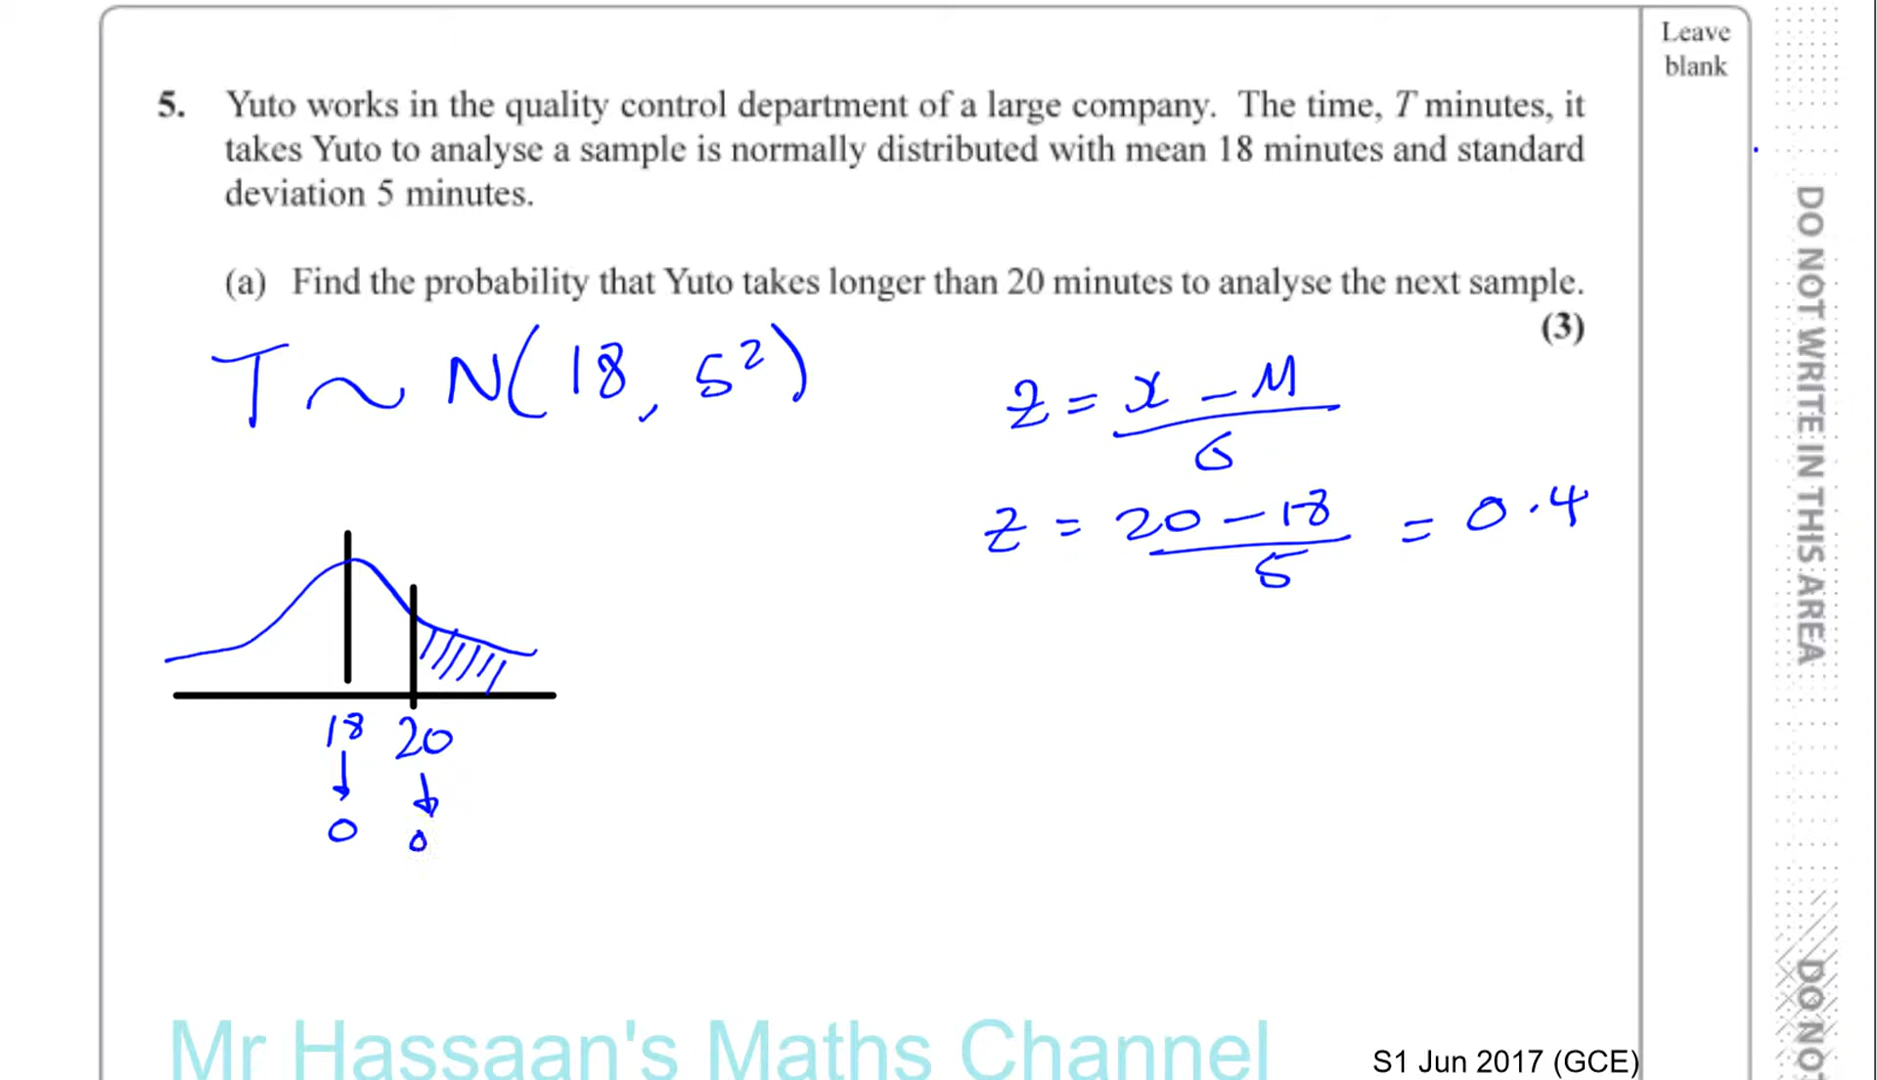 Leave
blank
5. Yuto works in the quality control department of a large company. The time, T minutes, it
takes Yuto to analyse a sample is normally distributed with mean 18 minutes and standard
deviation 5 minutes.
(a) Find the probability that Yuto takes longer than 20 minutes to analyse the next sample.
(3)
T ~ N(18, 5²)
z = x - M / σ
z = 20 - 18 / 5 = 0.4
18 20
↓ ↓
0 0
DO NOT WRITE IN THIS AREA
DO NO
Mr Hassaan's Maths Channel
S1 Jun 2017 (GCE)